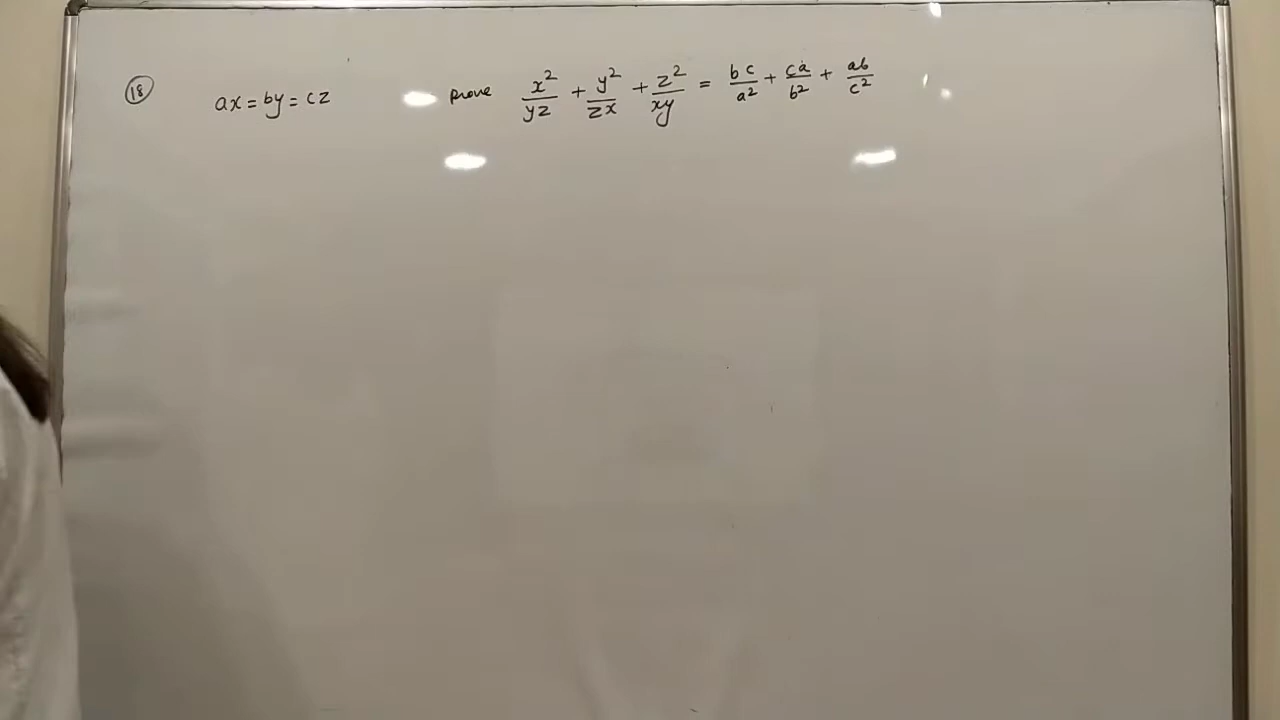 (18) ax = by = cz prove x²/yz + y²/zx + z²/xy = bc/a² + ca/b² + ab/c²